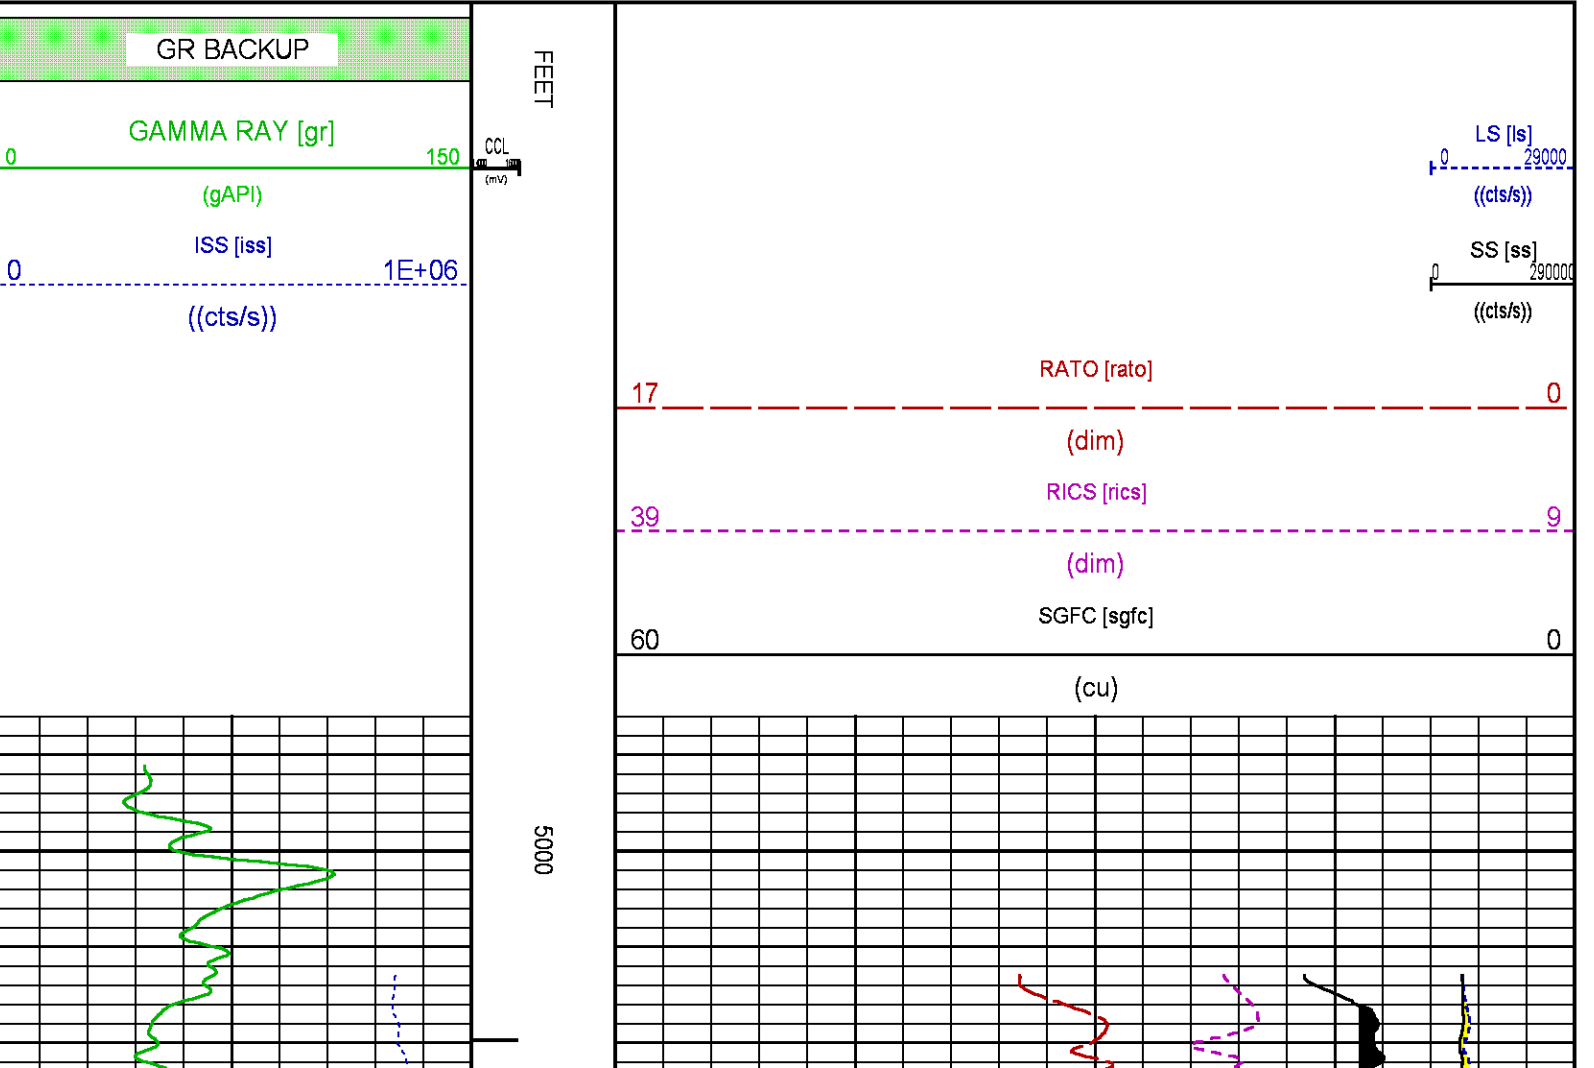 GR BACKUP
GAMMA RAY [gr]
0 150
(gAPI)
ISS [iss]
0 1E+06
((cts/s))
FEET
CCL
(mV)
LS [ls]
0 29000
((cts/s))
SS [ss]
0 290000
((cts/s))
RATO [rato]
17 0
(dim)
RICS [rics]
39 9
(dim)
SGFC [sgfc]
60 0
(cu)
5000